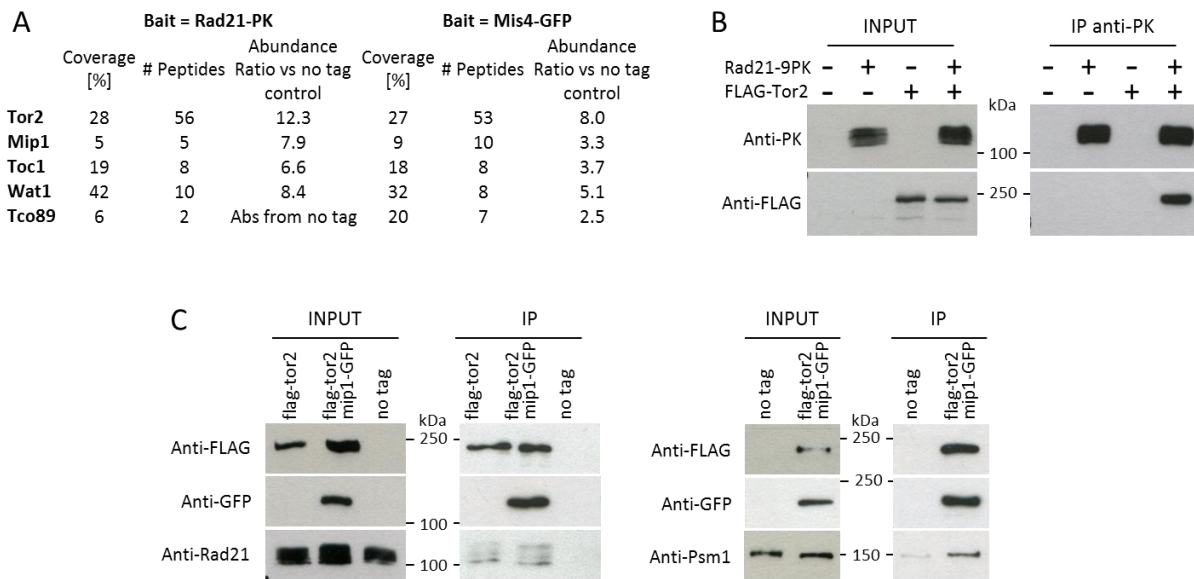 A
Bait = Rad21-PK Bait = Mis4-GFP
Coverage [%] # Peptides Abundance Ratio vs no tag control Coverage [%] # Peptides Abundance Ratio vs no tag control
Tor2 28 56 12.3 27 53 8.0
Mip1 5 5 7.9 9 10 3.3
Toc1 19 8 6.6 18 8 3.7
Wat1 42 10 8.4 32 8 5.1
Tco89 6 2 Abs from no tag 20 7 2.5
B
INPUT IP anti-PK
Rad21-9PK - + - + - + - +
FLAG-Tor2 - - + + - - + +
kDa
Anti-PK
- 100
- 250
Anti-FLAG
C
INPUT IP
flag-tor2
flag-tor2 mip1-GFP
no tag
flag-tor2
flag-tor2 mip1-GFP
no tag
kDa
Anti-FLAG
- 250
Anti-GFP
- 100
Anti-Rad21
- 100
INPUT IP
no tag
flag-tor2 mip1-GFP
no tag
flag-tor2 mip1-GFP
kDa
- 250
Anti-FLAG
250
Anti-GFP
Anti-Psm1
- 150